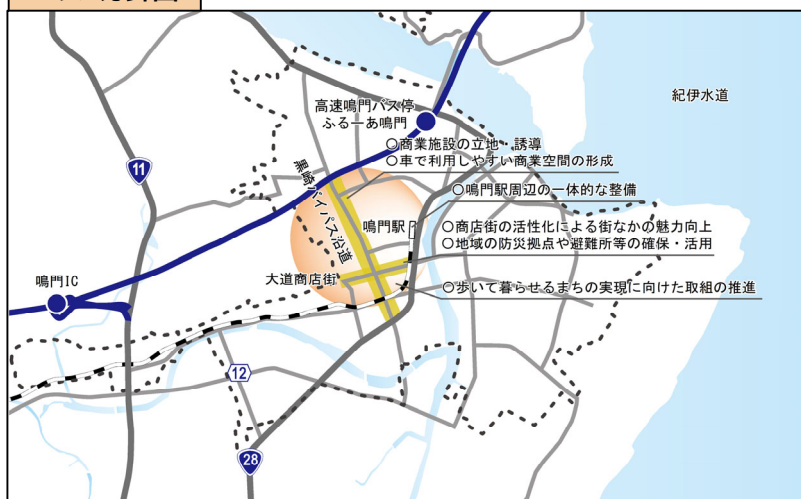 紀伊水道
高速鳴門バス停
ふるーあ鳴門
○商業施設の立地・誘導
○車で利用しやすい商業空間の形成
11
黒崎バイパス沿道
○鳴門駅周辺の一体的な整備
鳴門駅
○商店街の活性化による街なかの魅力向上
○地域の防災拠点や避難所等の確保・活用
大道商店街
鳴門IC
○歩いて暮らせるまちの実現に向けた取組の推進
12
28